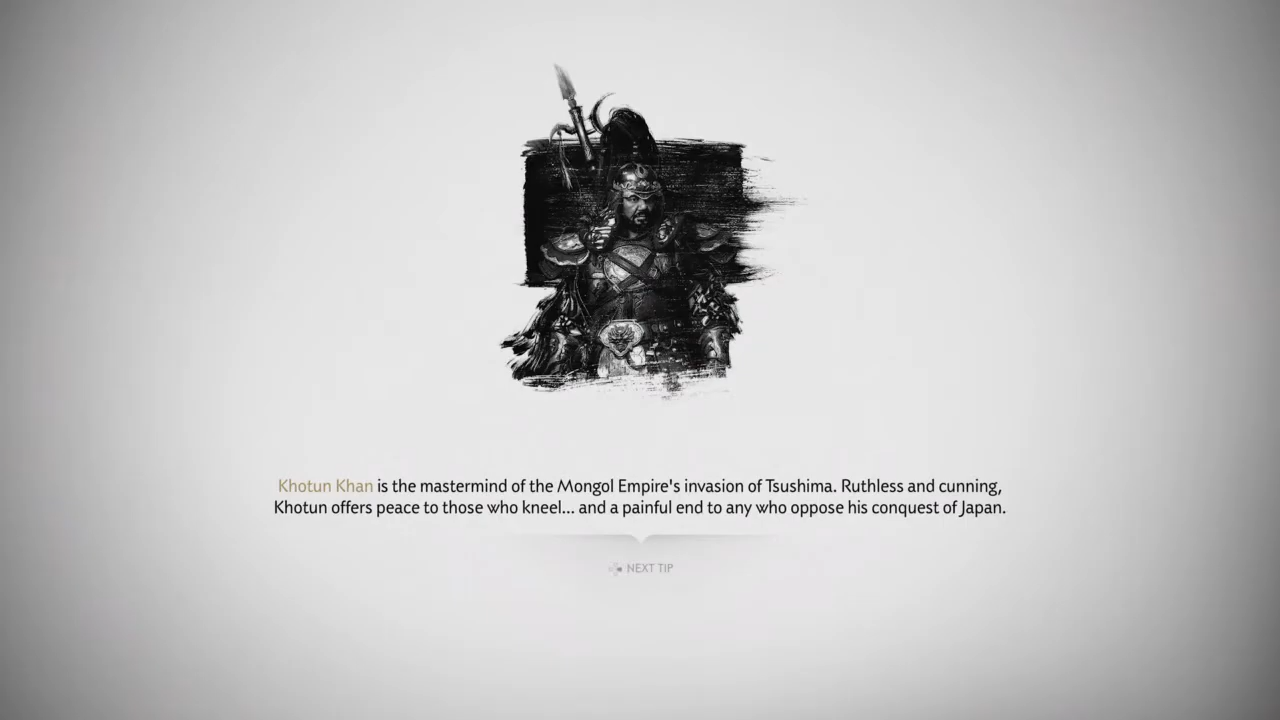 Khotun Khan is the mastermind of the Mongol Empire's invasion of Tsushima. Ruthless and cunning,
Khotun offers peace to those who kneel... and a painful end to any who oppose his conquest of Japan.
NEXT TIP